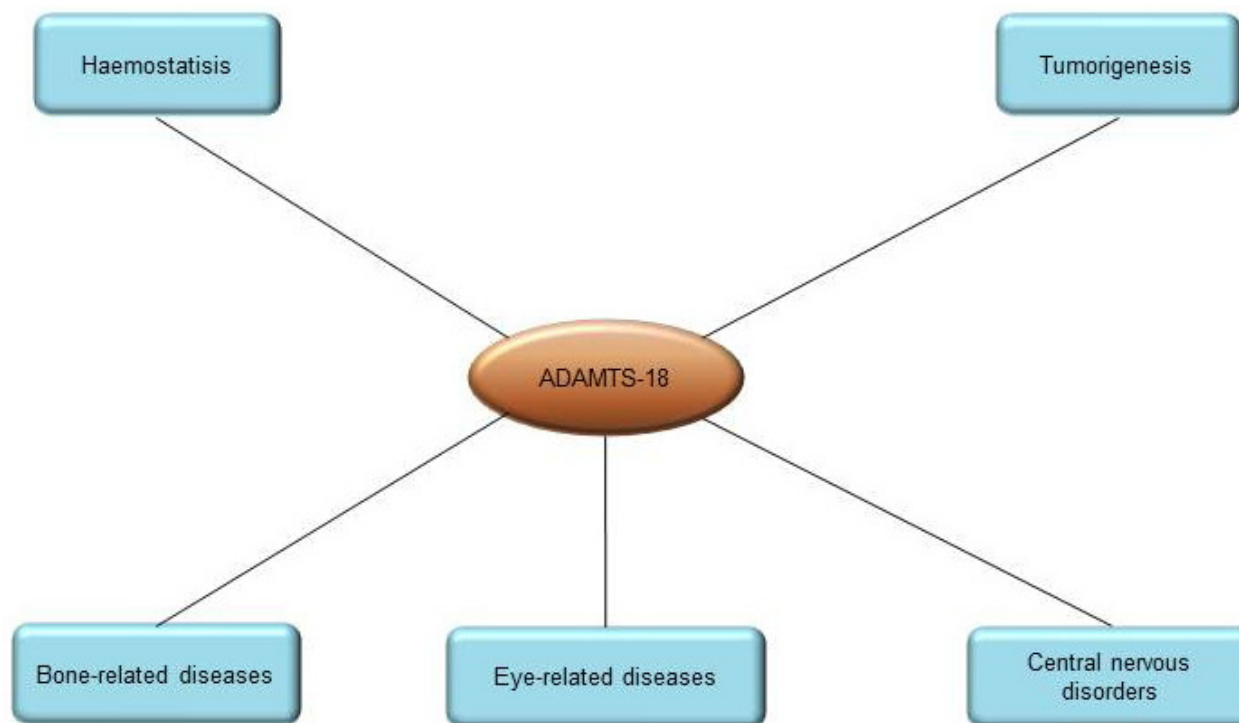 Haemostatisis
Tumorigenesis
ADAMTS-18
Bone-related diseases
Eye-related diseases
Central nervous
disorders